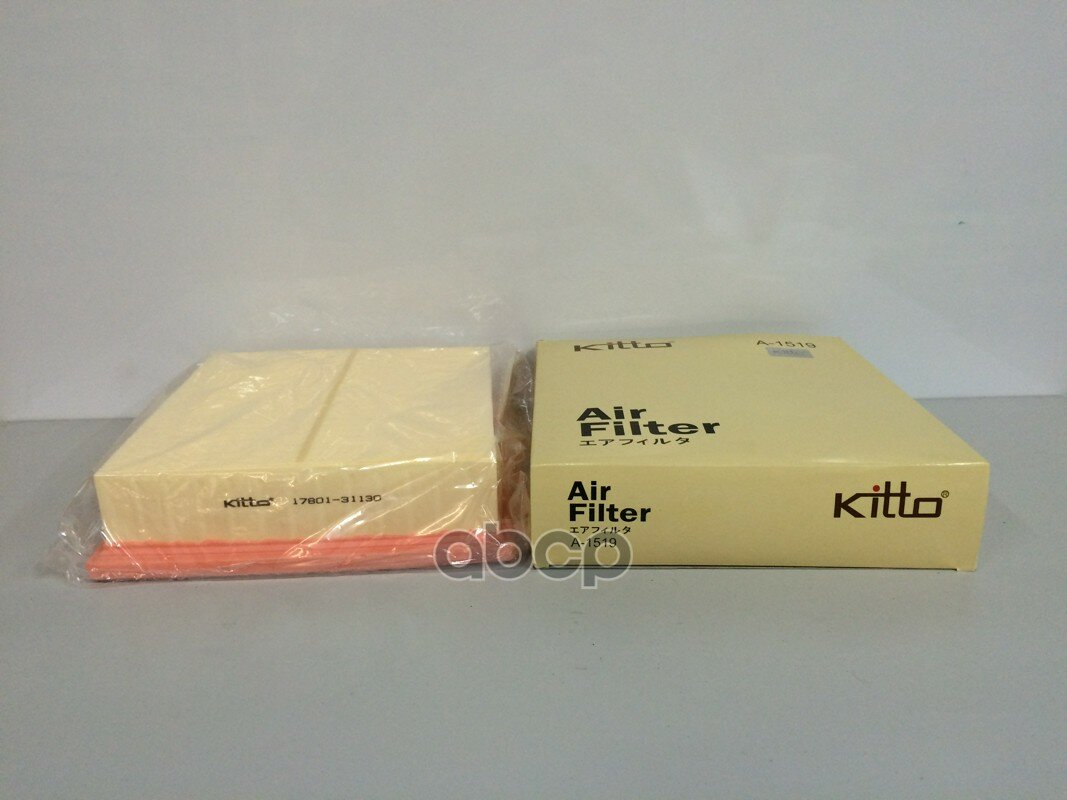 Kitto
A-1519
Air
Filter
エアフィルタ
Air
Filter
エアフィルタ
A-1519
Kitto®
Kitto® 17801-31130
abcp